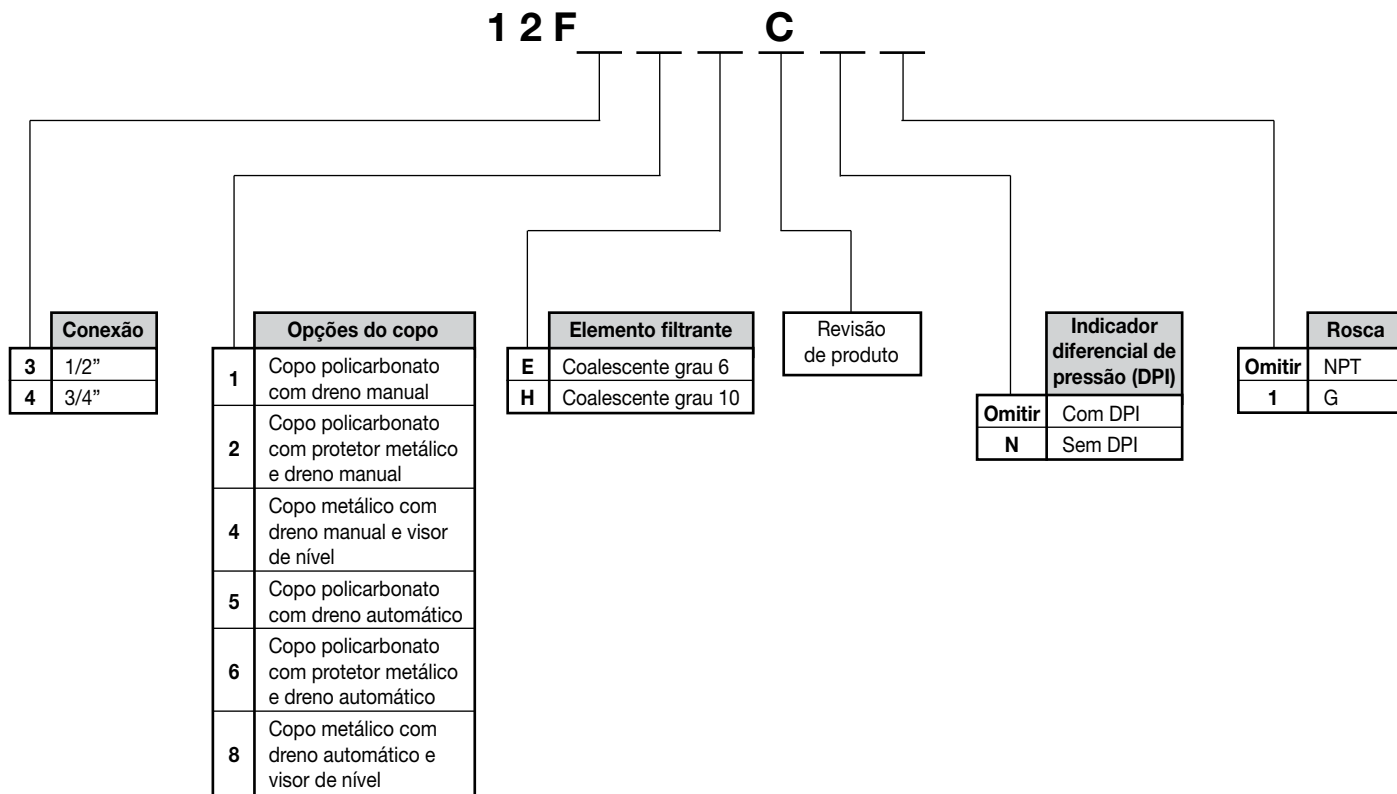 1 2 F C
Conexão
3 1/2”
4 3/4”
Opções do copo
1 Copo policarbonato
com dreno manual
2 Copo policarbonato
com protetor metálico
e dreno manual
4 Copo metálico com
dreno manual e visor
de nível
5 Copo policarbonato
com dreno automático
6 Copo policarbonato
com protetor metálico
e dreno automático
8 Copo metálico com
dreno automático e
visor de nível
Elemento filtrante
E Coalescente grau 6
H Coalescente grau 10
Revisão
de produto
Indicador
diferencial de
pressão (DPI)
Omitir Com DPI
N Sem DPI
Rosca
Omitir NPT
1 G